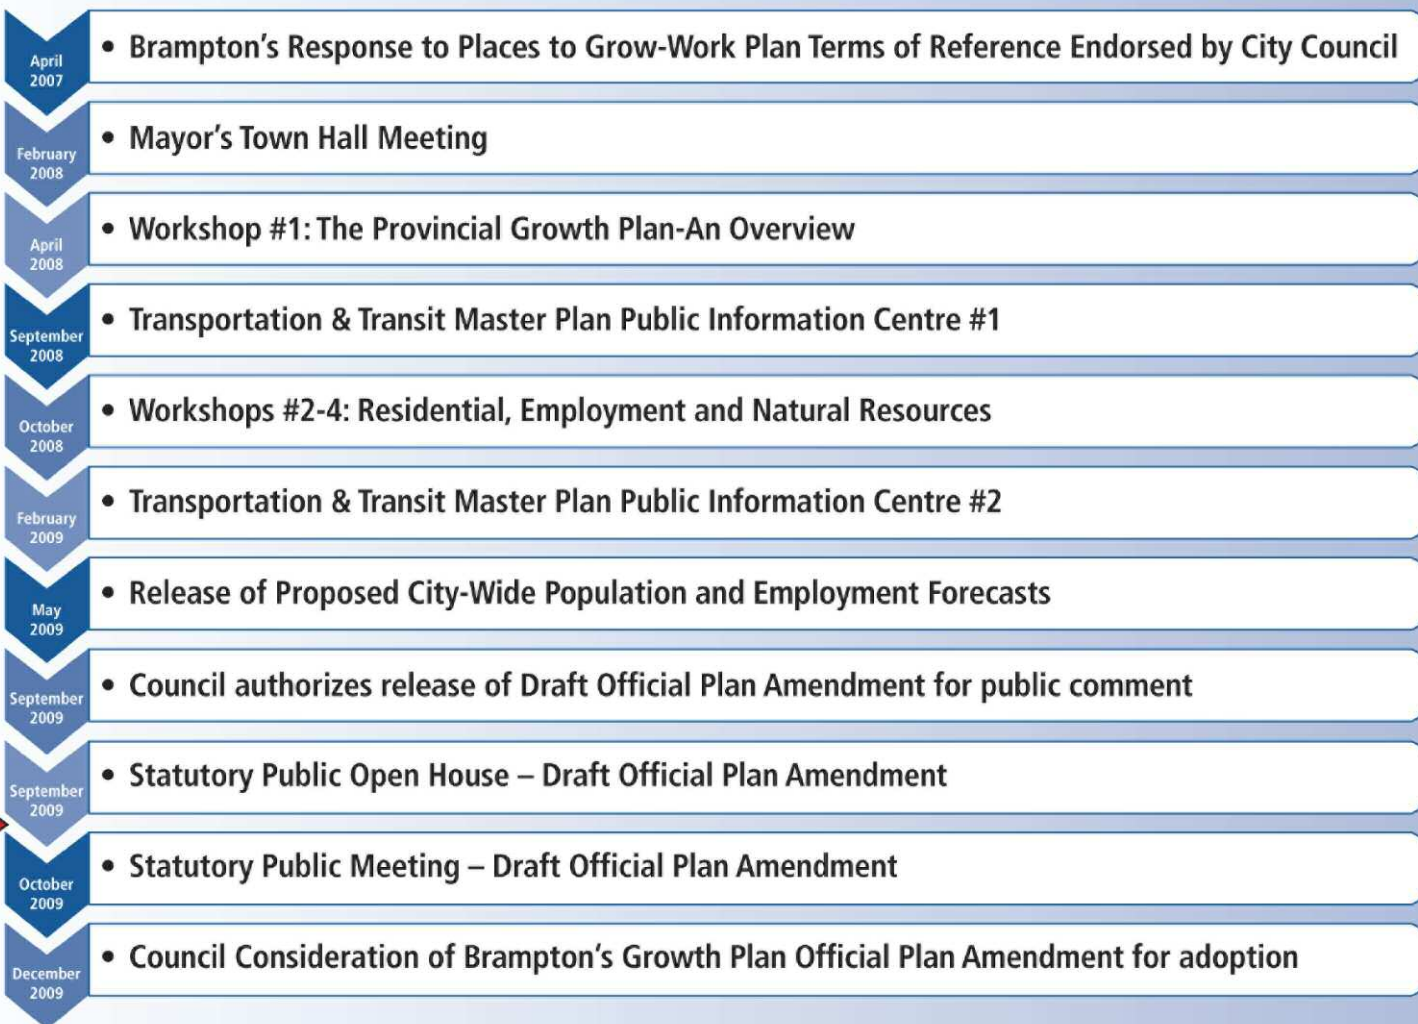 April
2007
• Brampton's Response to Places to Grow-Work Plan Terms of Reference Endorsed by City Council
February
2008
• Mayor's Town Hall Meeting
April
2008
• Workshop #1: The Provincial Growth Plan-An Overview
September
2008
• Transportation & Transit Master Plan Public Information Centre #1
October
2008
• Workshops #2-4: Residential, Employment and Natural Resources
February
2009
• Transportation & Transit Master Plan Public Information Centre #2
May
2009
• Release of Proposed City-Wide Population and Employment Forecasts
September
2009
• Council authorizes release of Draft Official Plan Amendment for public comment
September
2009
• Statutory Public Open House – Draft Official Plan Amendment
October
2009
• Statutory Public Meeting – Draft Official Plan Amendment
December
2009
• Council Consideration of Brampton's Growth Plan Official Plan Amendment for adoption